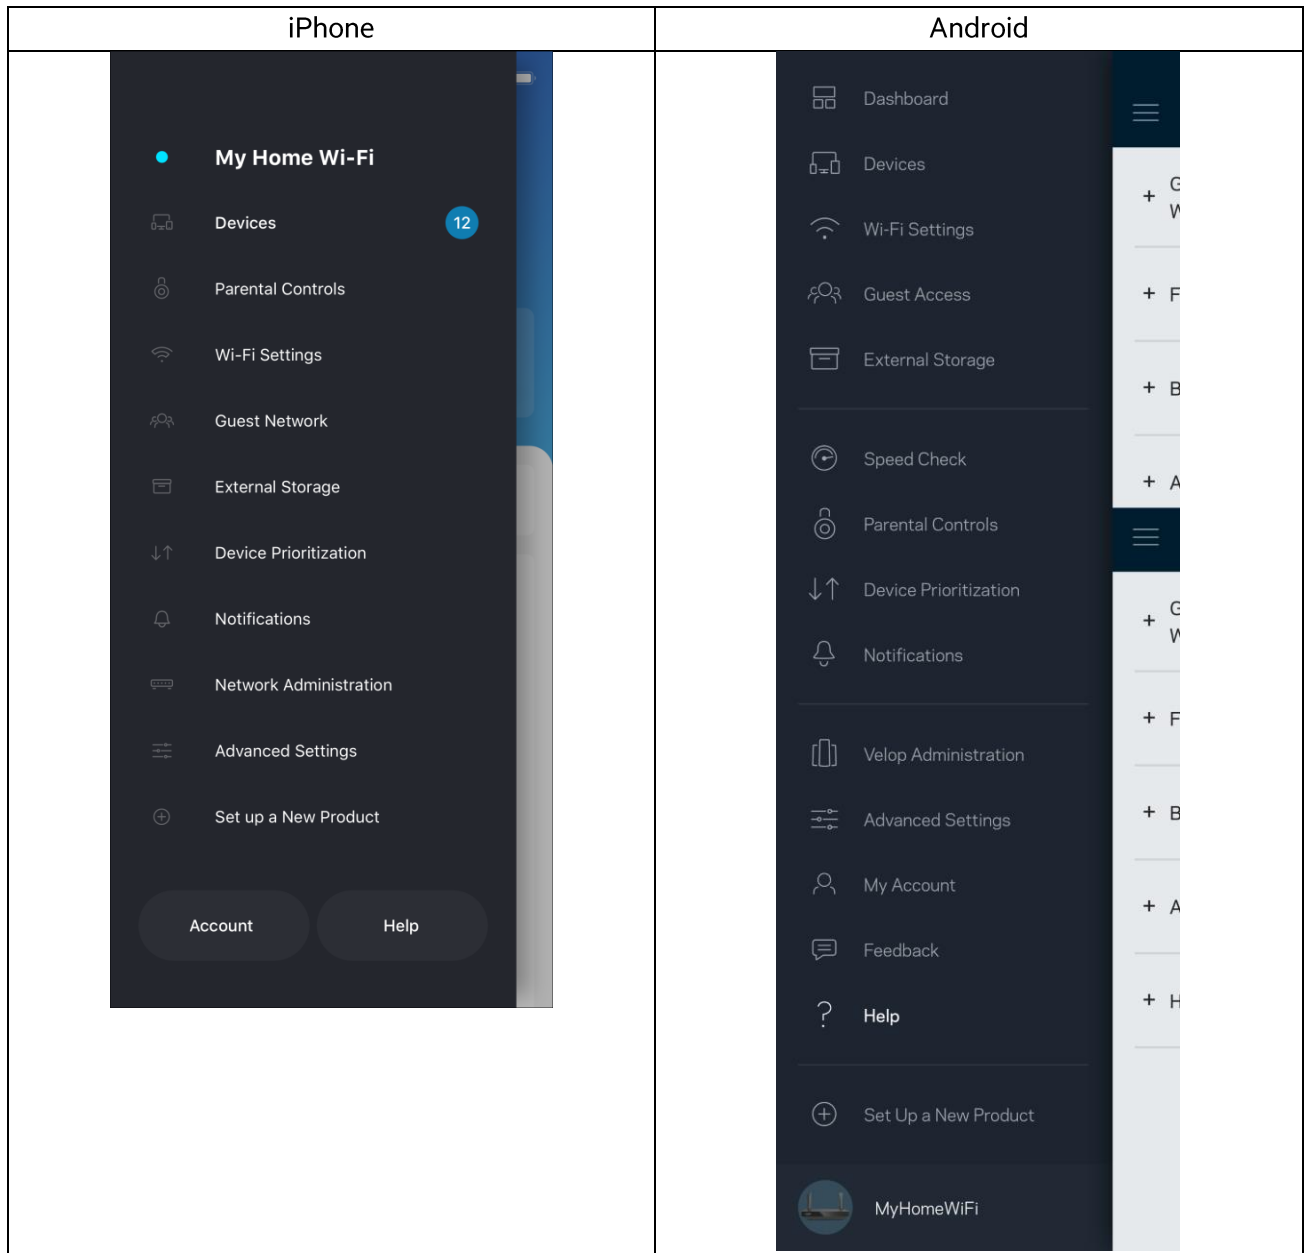 iPhone
Android
My Home Wi-Fi
Devices
12
Parental Controls
Wi-Fi Settings
Guest Network
External Storage
Device Prioritization
Notifications
Network Administration
Advanced Settings
Set up a New Product
Account
Help
Dashboard
Devices
Wi-Fi Settings
Guest Access
External Storage
Speed Check
Parental Controls
Device Prioritization
Notifications
Velop Administration
Advanced Settings
My Account
Feedback
Help
Set Up a New Product
MyHomeWiFi
+ G
W
+ F
+ B
+ A
+ G
W
+ F
+ B
+ A
+ H